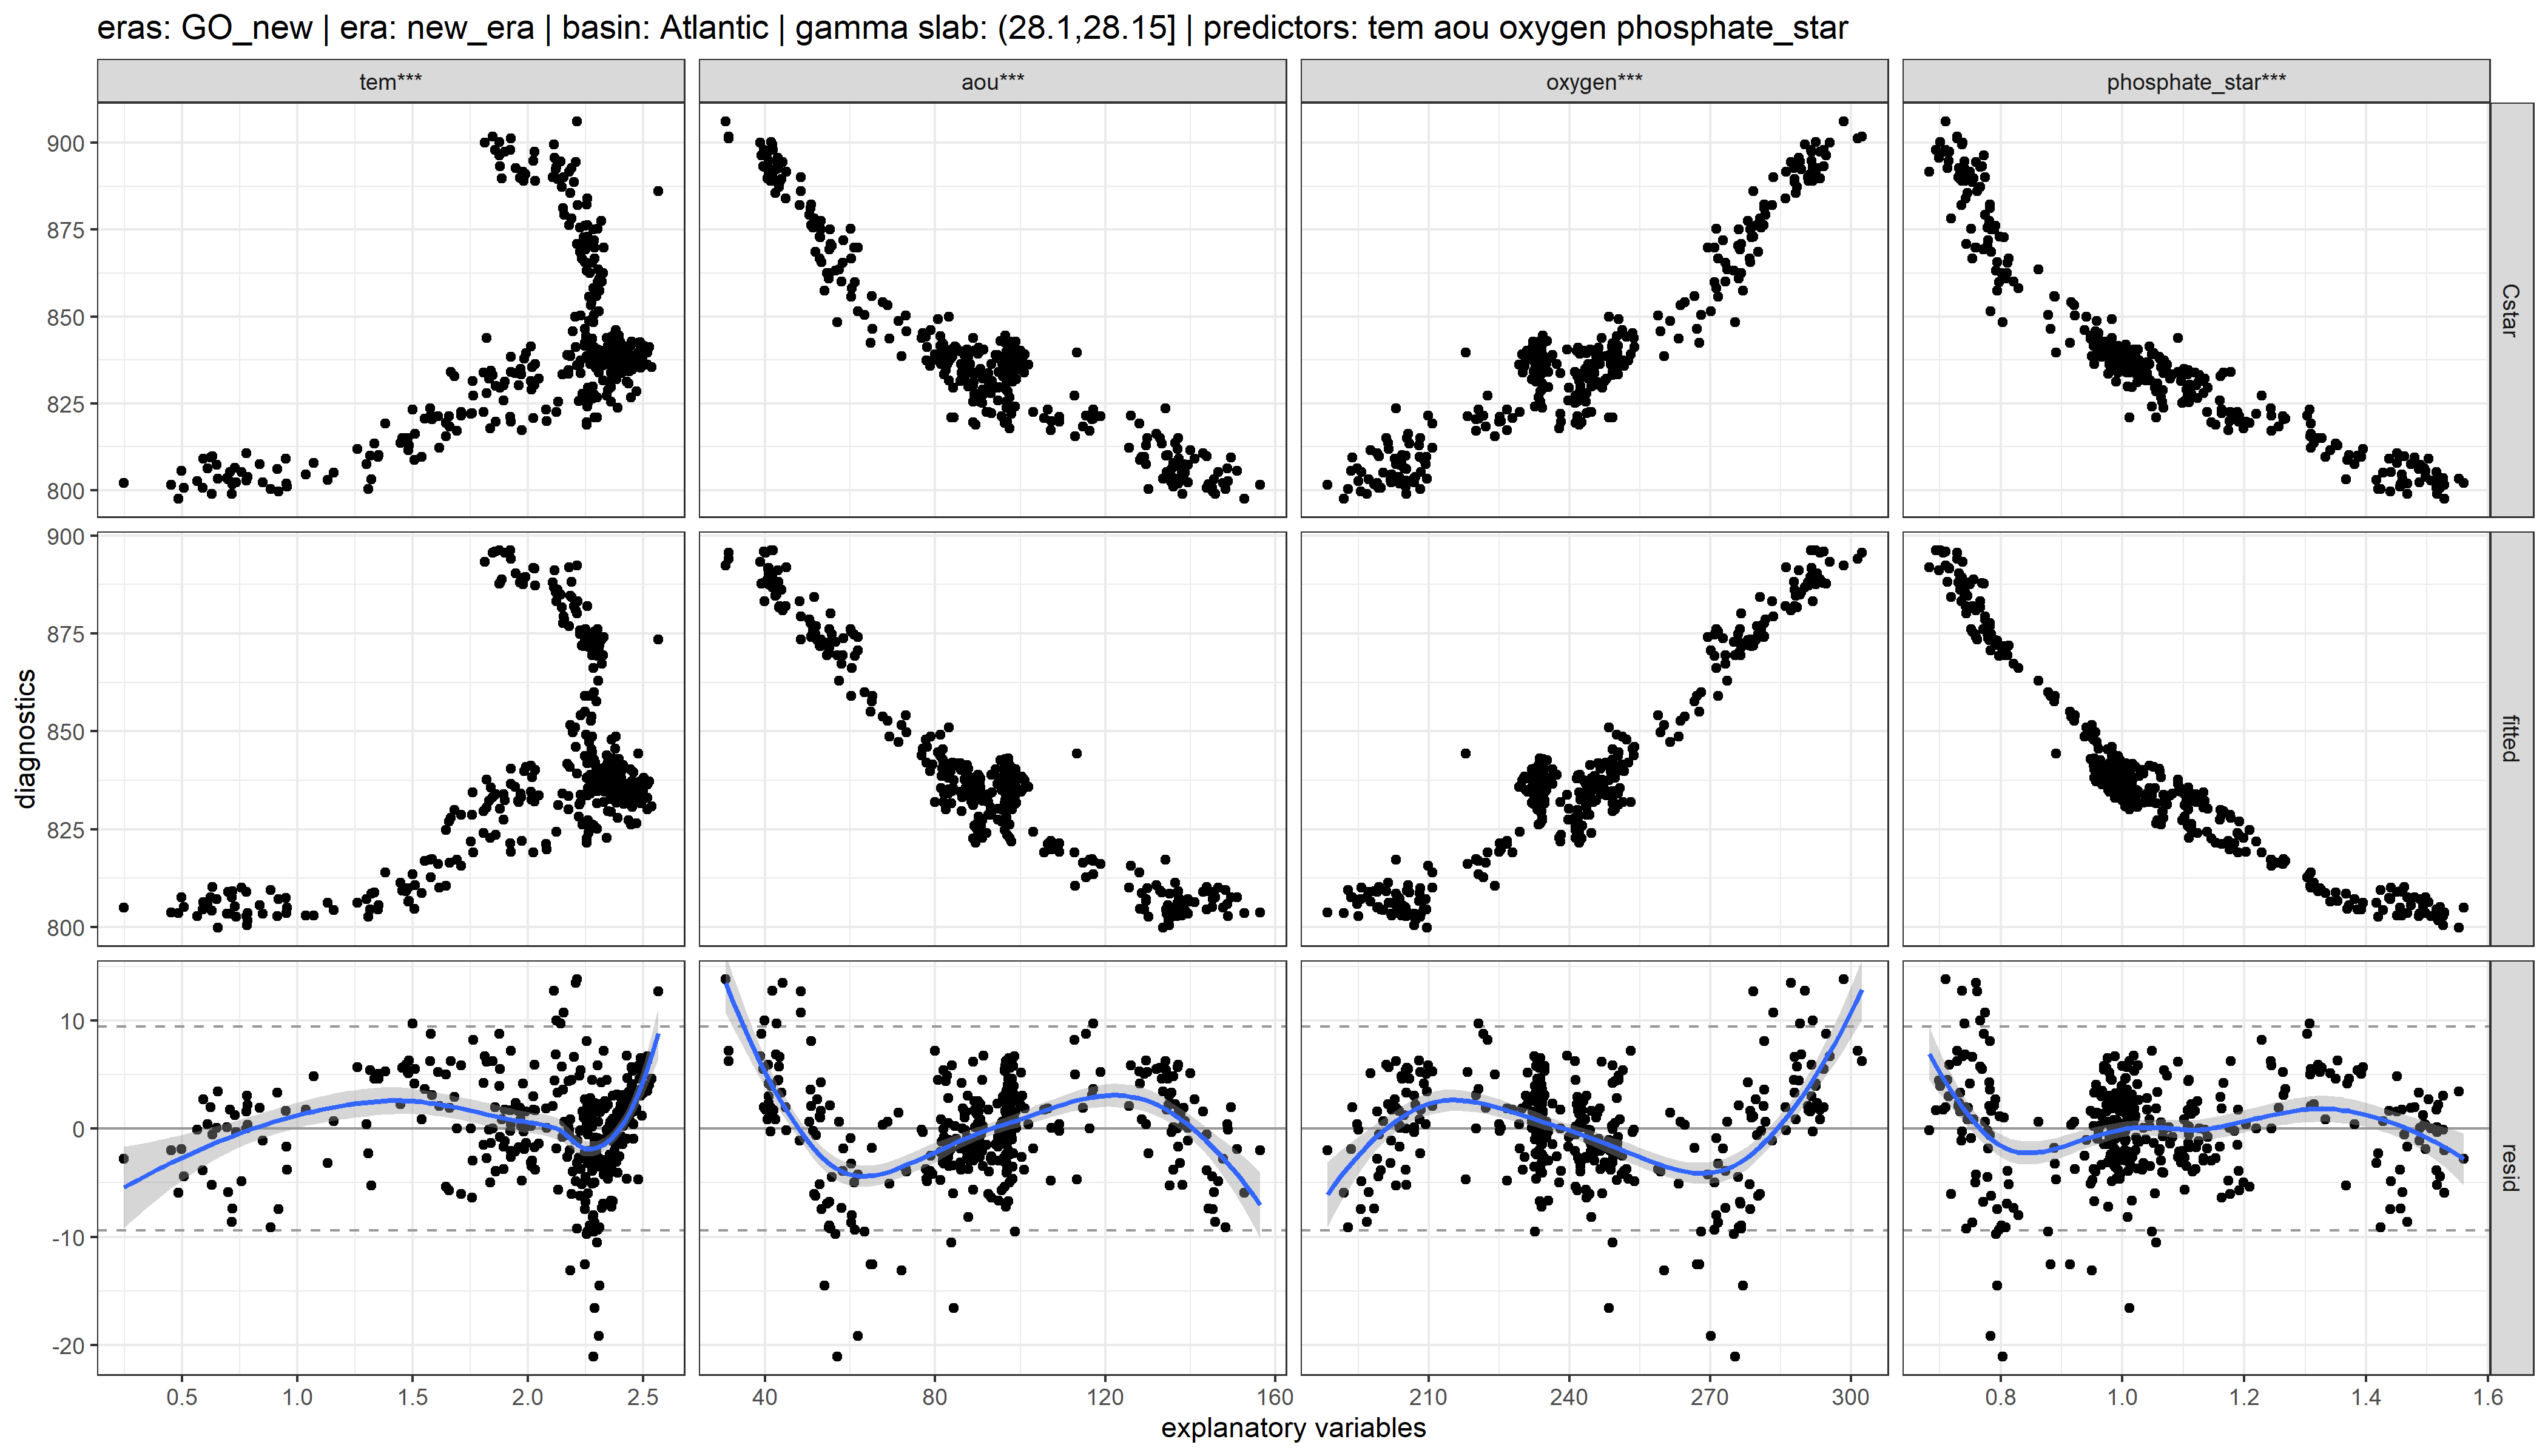 eras: GO_new | era: new_era | basin: Atlantic | gamma slab: (28.1,28.15] | predictors: tem aou oxygen phosphate_star
tem***
aou***
oxygen***
phosphate_star***
900
875
850
825
800
Cstar
900
875
850
825
800
fitted
diagnostics
10
0
-10
-20
resid
0.5 1.0 1.5 2.0 2.5
40 80 120 160
210 240 270 300
0.8 1.0 1.2 1.4 1.6
explanatory variables